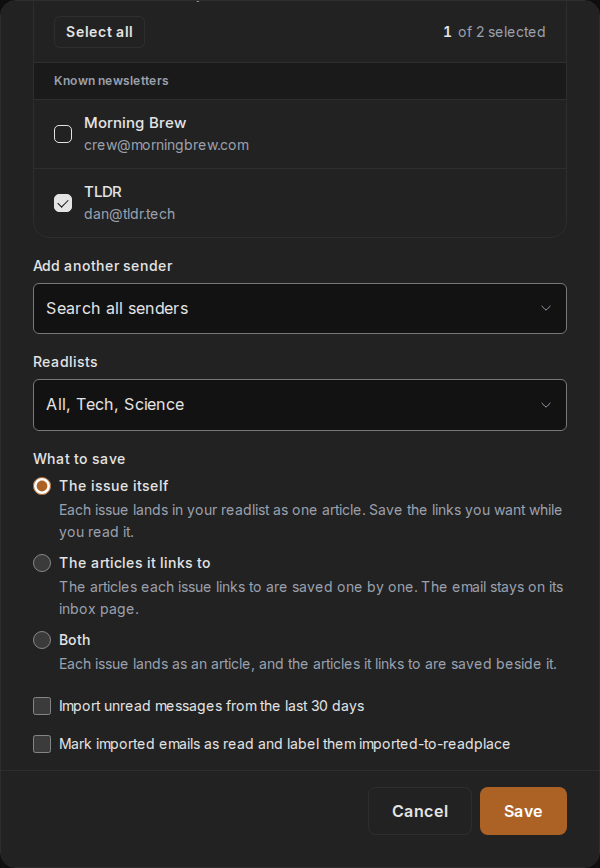 Select all
1 of 2 selected
Known newsletters
Morning Brew
crew@morningbrew.com
TLDR
dan@tldr.tech
Add another sender
Search all senders
Readlists
All, Tech, Science
What to save
The issue itself
Each issue lands in your readlist as one article. Save the links you want while
you read it.
The articles it links to
The articles each issue links to are saved one by one. The email stays on its
inbox page.
Both
Each issue lands as an article, and the articles it links to are saved beside it.
Import unread messages from the last 30 days
Mark imported emails as read and label them imported-to-readplace
Cancel
Save